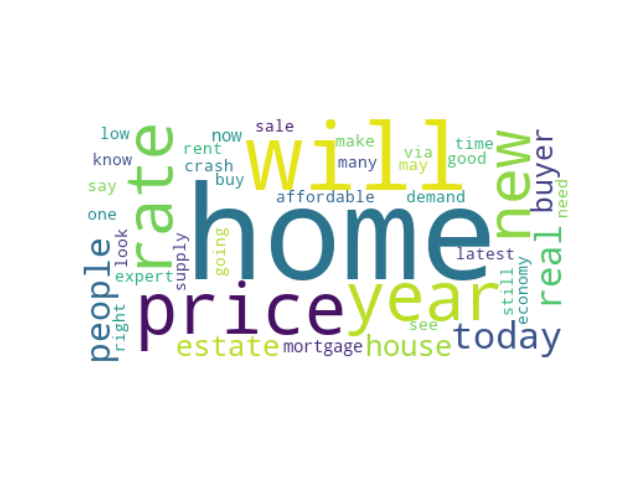 home
will
price
year
rate
new
people
today
real
estate
house
buyer
mortgage
affordable
demand
latest
economy
still
need
time
good
via
may
make
many
sale
now
rent
crash
buy
low
know
say
one
look
expert
right
supply
going
see